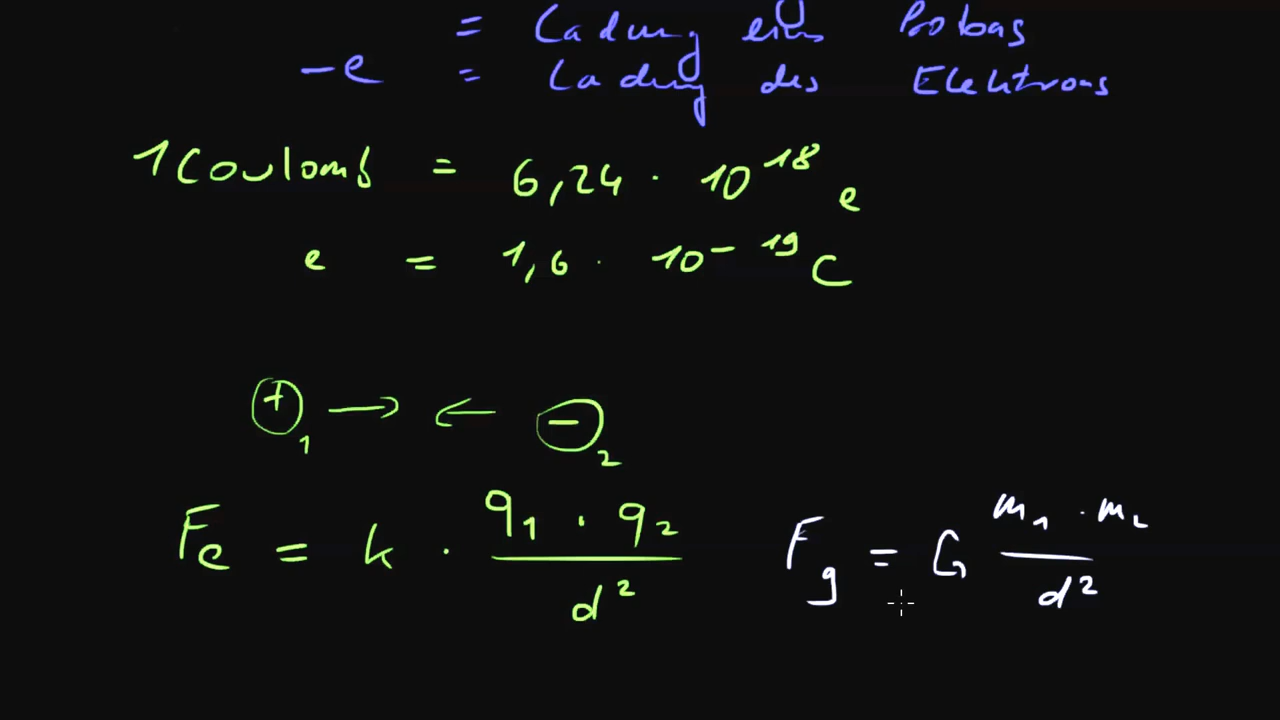 = Ladung eines Protons
-e = Ladung des Elektrons
1 Coulomb = 6,24 · 10^18 e
e = 1,6 · 10^-19 C
+ 1 → ← - 2
Fe = k · q1 · q2 / d²
Fg = G m1 · m2 / d²